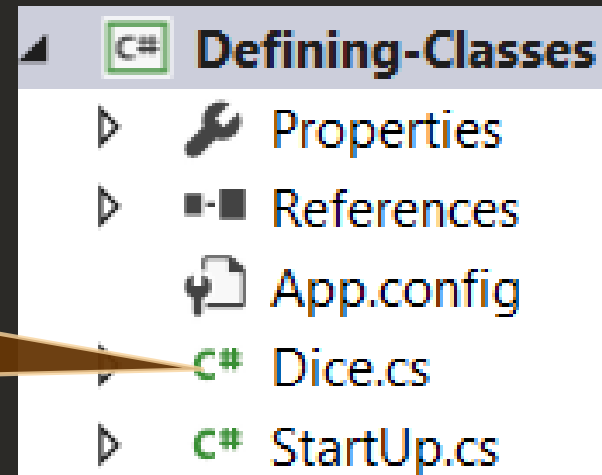 C# Defining-Classes
Properties
References
App.config
C# Dice.cs
C# StartUp.cs